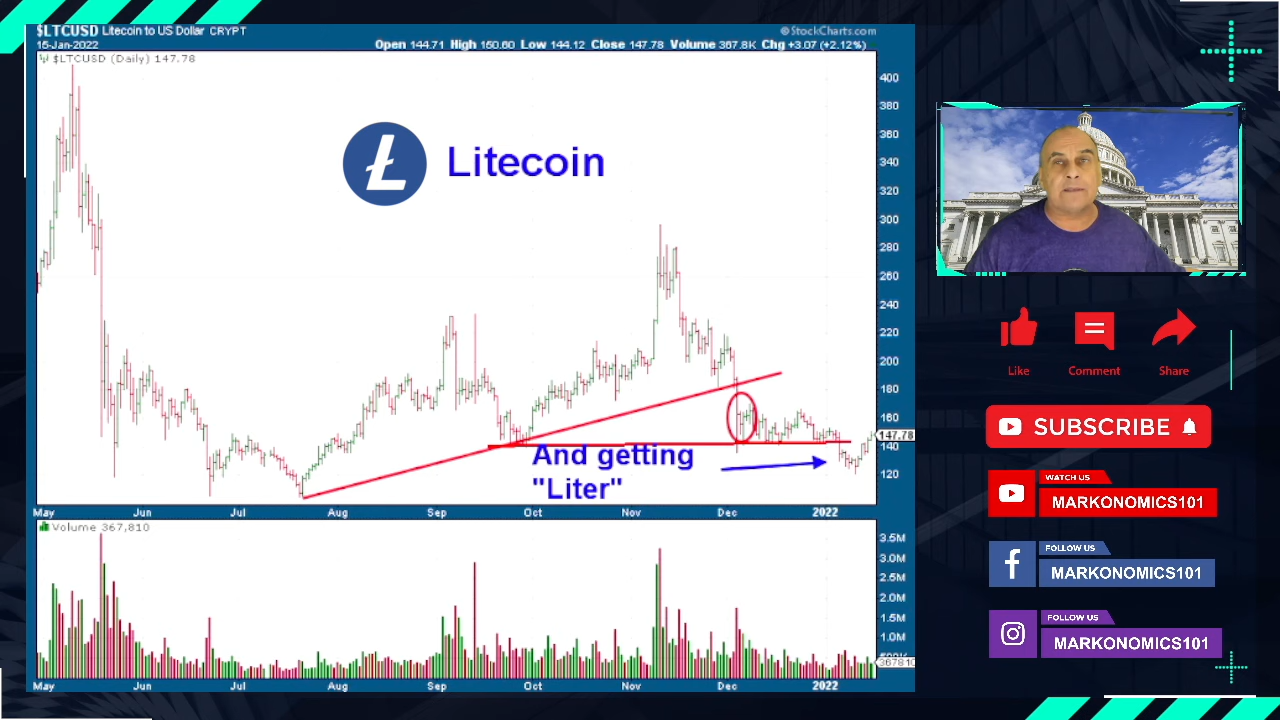 $LTCUSD Litecoin to US Dollar CRYPT
© StockCharts.com
15-Jan-2022
Open 144.71 High 150.60 Low 144.12 Close 147.78 Volume 367.8K Chg +3.07 (+2.12%)
$LTCUSD (Daily) 147.78
400
380
360
340
320
300
280
260
240
220
200
180
160
147.78
140
120
Litecoin
And getting
"Liter"
May Jun Jul Aug Sep Oct Nov Dec 2022
Volume 367,810
3.5M
3.0M
2.5M
2.0M
1.5M
1.0M
367810
May Jun Jul Aug Sep Oct Nov Dec 2022
Like Comment Share
SUBSCRIBE
WATCH US
MARKONOMICS101
FOLLOW US
MARKONOMICS101
FOLLOW US
MARKONOMICS101